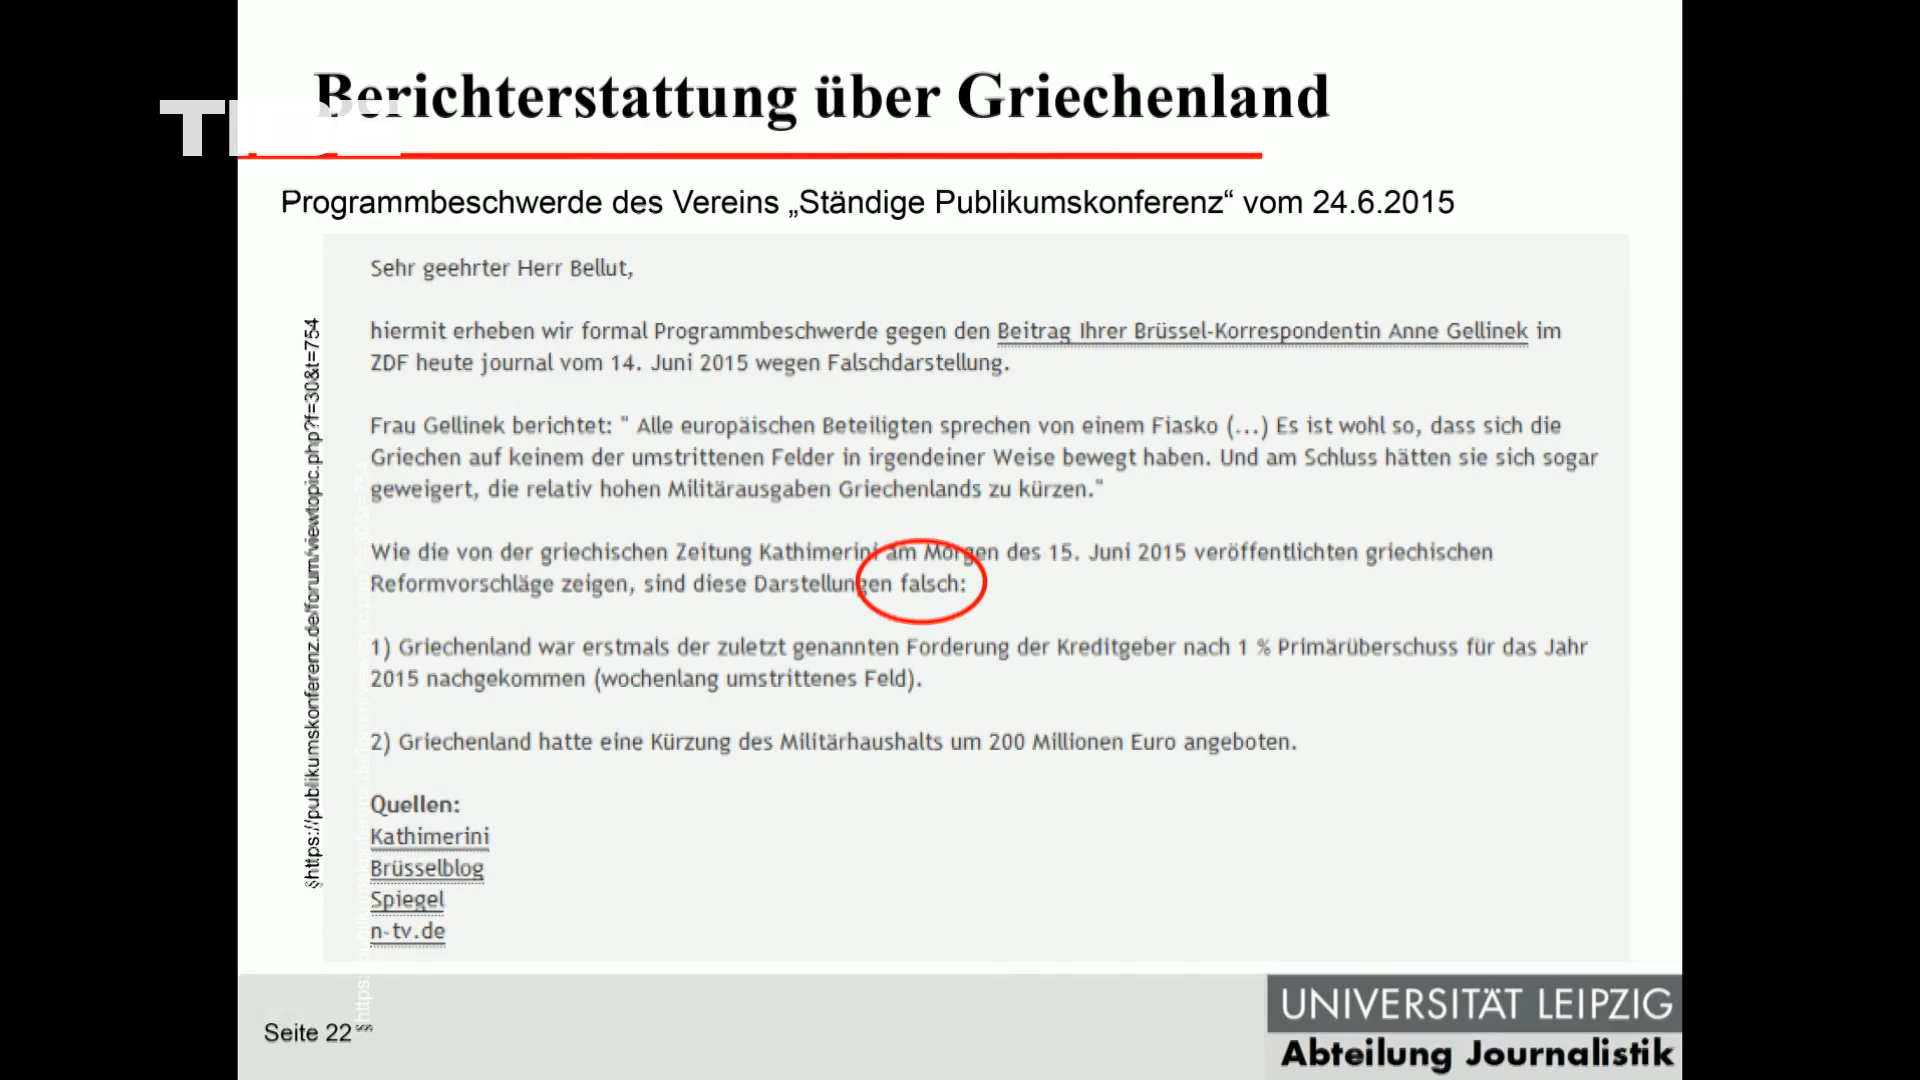 Berichterstattung über Griechenland
Programmbeschwerde des Vereins „Ständige Publikumskonferenz“ vom 24.6.2015
Sehr geehrter Herr Bellut,
hiermit erheben wir formal Programmbeschwerde gegen den Beitrag Ihrer Brüssel-Korrespondentin Anne Gellinek im
ZDF heute journal vom 14. Juni 2015 wegen Falschdarstellung.
Frau Gellinek berichtet: " Alle europäischen Beteiligten sprechen von einem Fiasko (...) Es ist wohl so, dass sich die
Griechen auf keinem der umstrittenen Felder in irgendeiner Weise bewegt haben. Und am Schluss hätten sie sich sogar
geweigert, die relativ hohen Militärausgaben Griechenlands zu kürzen."
Wie die von der griechischen Zeitung Kathimerini am Morgen des 15. Juni 2015 veröffentlichten griechischen
Reformvorschläge zeigen, sind diese Darstellungen falsch:
1) Griechenland war erstmals der zuletzt genannten Forderung der Kreditgeber nach 1 % Primärüberschuss für das Jahr
2015 nachgekommen (wochenlang umstrittenes Feld).
2) Griechenland hatte eine Kürzung des Militärhaushalts um 200 Millionen Euro angeboten.
Quellen:
Kathimerini
Brüsselblog
Spiegel
n-tv.de
§https://publikumskonferenz.de/forum/viewtopic.php?f=30&t=754
Seite 22
UNIVERSITÄT LEIPZIG
Abteilung Journalistik